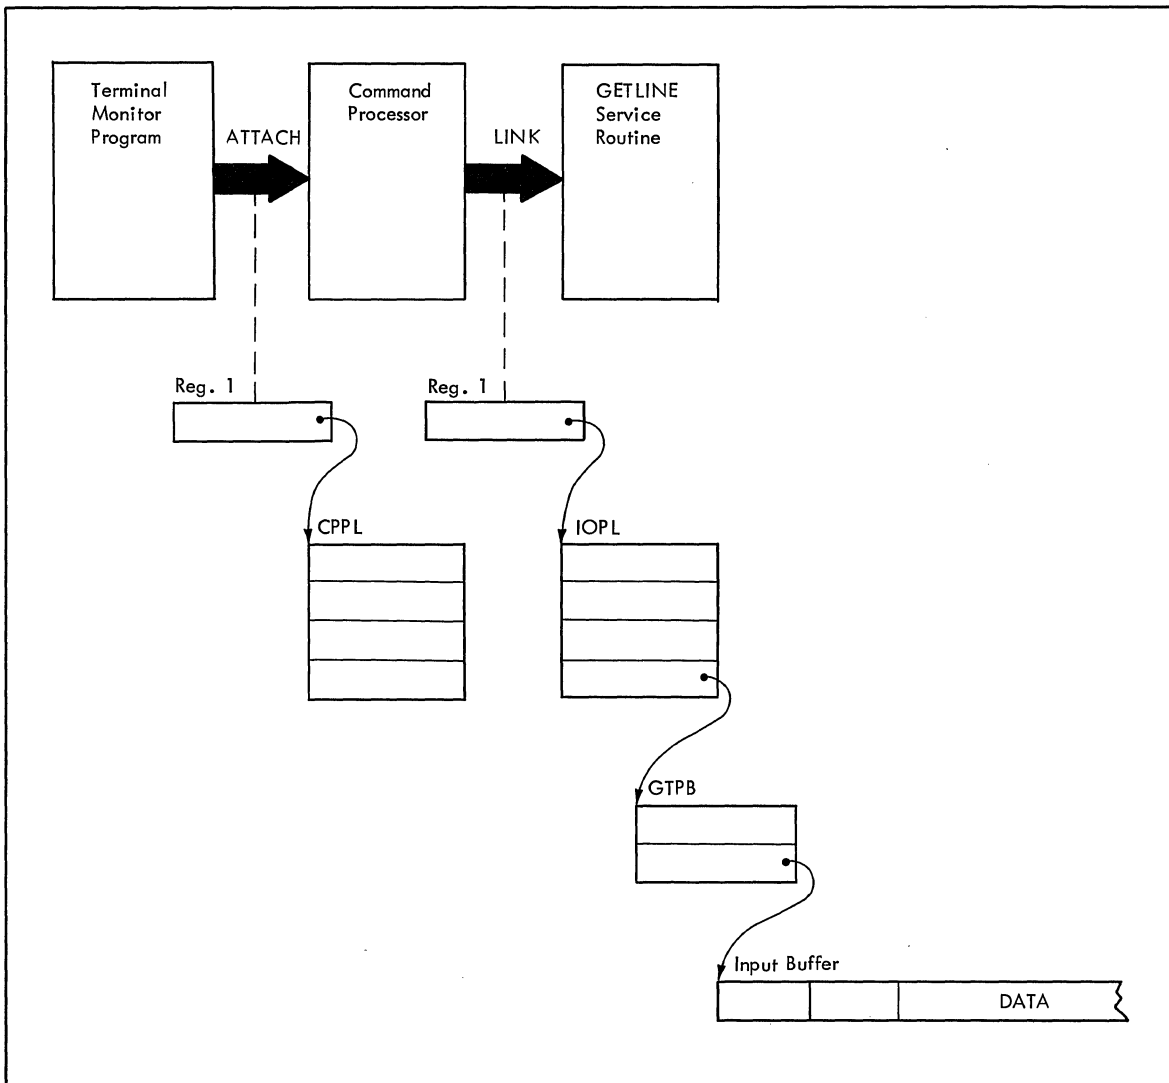 Terminal
Monitor
Program
ATTACH
Command
Processor
LINK
GETLINE
Service
Routine
Reg. 1
Reg. 1
CPPL
IOPL
GTPB
Input Buffer
DATA